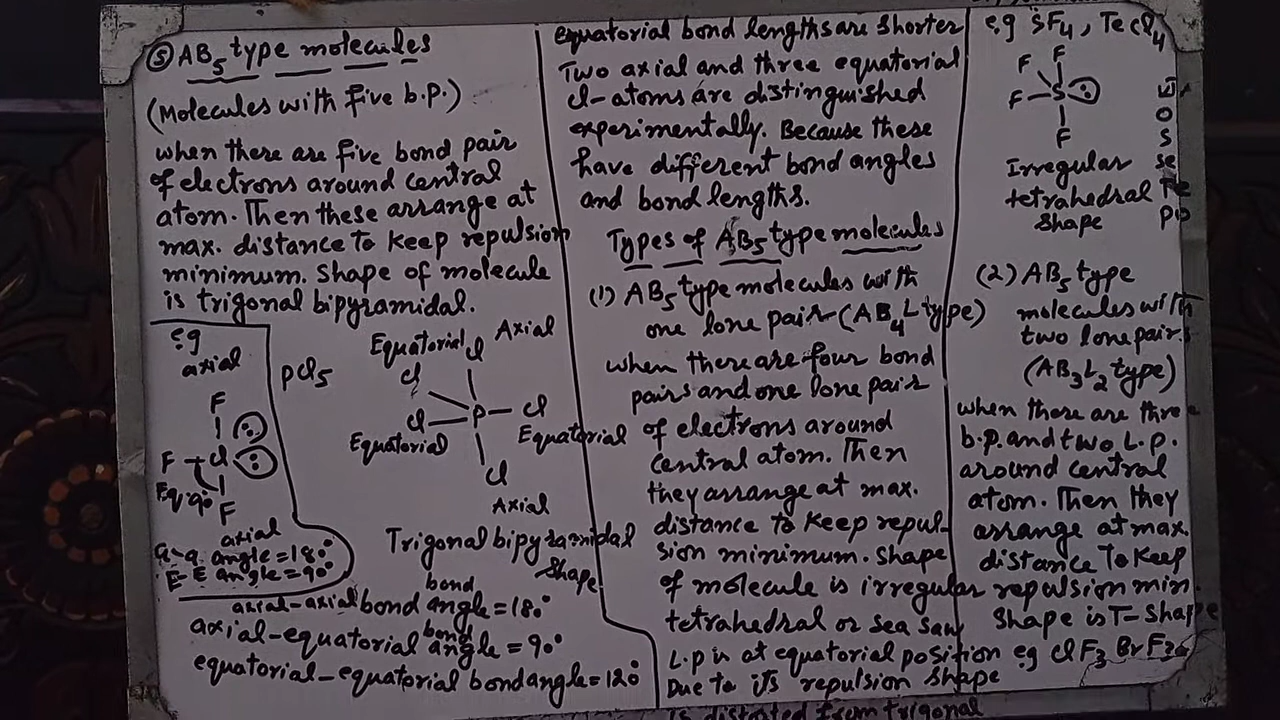 (5) AB5 type molecules
(Molecules with five b.p.)
when there are five bond pair
of electrons around central
atom. Then these arrange at
max. distance to keep repulsion
minimum. Shape of molecule
is trigonal bipyramidal.
e.g
axial
F
F Cl
Eq 90°
F
axial
a-a angle=180°
E-E angle=90°
PCl5
Equatorial Axial
Cl Cl
Cl P Cl
Equatorial Equatorial
Cl
Axial
Trigonal bipyramidal
Shape
axial-axial bond angle=180°
axial-equatorial bond angle=90°
equatorial-equatorial bond angle=120°
equatorial bond lengths are shorter
Two axial and three equatorial
Cl-atoms are distinguished
experimentally. Because these
have different bond angles
and bond lengths.
Types of AB5 type molecules
(1) AB5 type molecules with
one lone pair (AB4L type)
when there are four bond
pairs and one lone pair
of electrons around
central atom. Then
they arrange at max.
distance to keep repul-
sion minimum. Shape
of molecule is irregular
tetrahedral or sea saw
L.p is at equatorial position
Due to its repulsion shape
is distorted from trigonal
e.g SF4, TeCl4
F
F
F S
F
Irregular
tetrahedral
Shape
O
S
Se
Te
Po
(2) AB5 type
molecules with
two lone pairs
(AB3L2 type)
when there are three
b.p. and two L.p.
around central
atom. Then they
arrange at max.
distance to keep
repulsion min.
Shape is T-Shape
e.g ClF3 BrF3